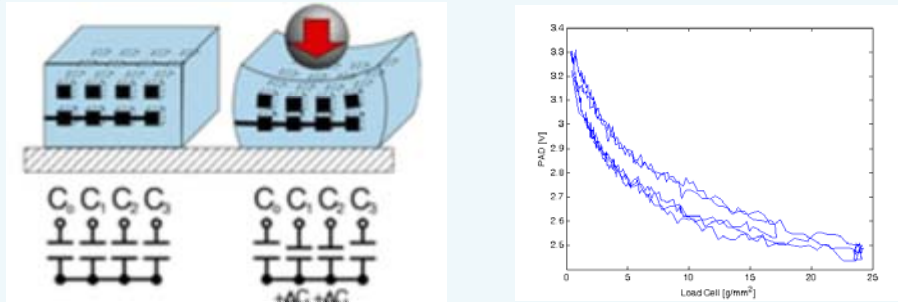 C₀ C₁ C₂ C₃
C₀ C₁ C₂ C₃
+ΔC +ΔC
3.4
3.3
3.2
3.1
3
2.9
2.8
2.7
2.6
2.5
PAD [V]
0 5 10 15 20 25
Load Cell [g/mm²]